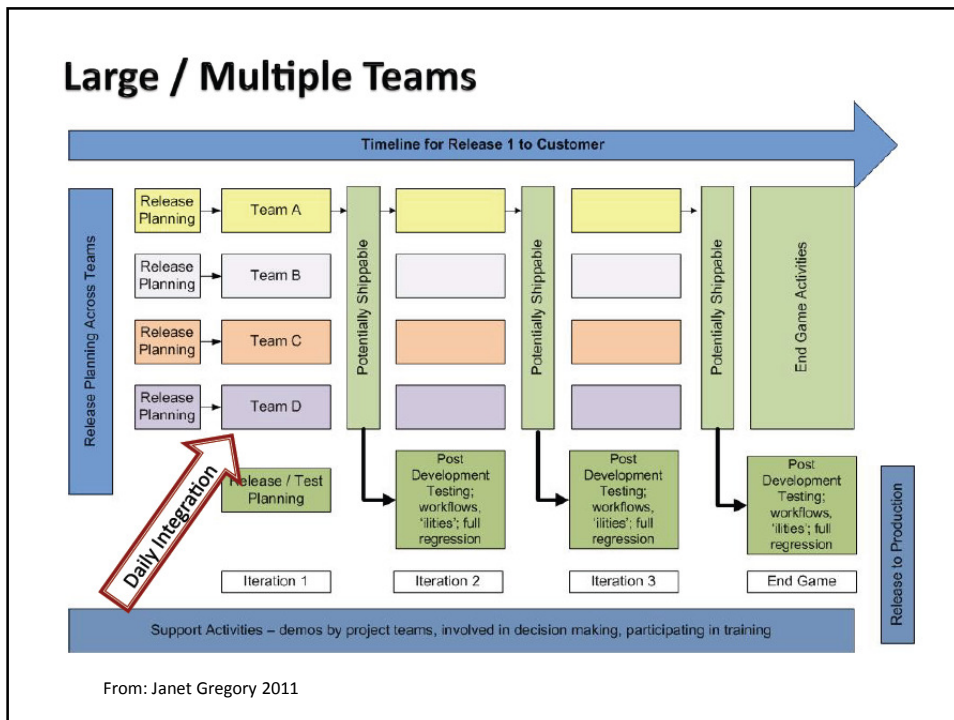 Large / Multiple Teams
Timeline for Release 1 to Customer
Release Planning Across Teams
Release
Planning
Team A
Release
Planning
Team B
Release
Planning
Team C
Release
Planning
Team D
Potentially Shippable
Potentially Shippable
Potentially Shippable
End Game Activities
Daily Integration
Release / Test
Planning
Post
Development
Testing;
workflows,
‘ilities’; full
regression
Post
Development
Testing;
workflows,
‘ilities’; full
regression
Post
Development
Testing;
workflows,
‘ilities’; full
regression
Iteration 1
Iteration 2
Iteration 3
End Game
Release to Production
Support Activities – demos by project teams, involved in decision making, participating in training
From: Janet Gregory 2011